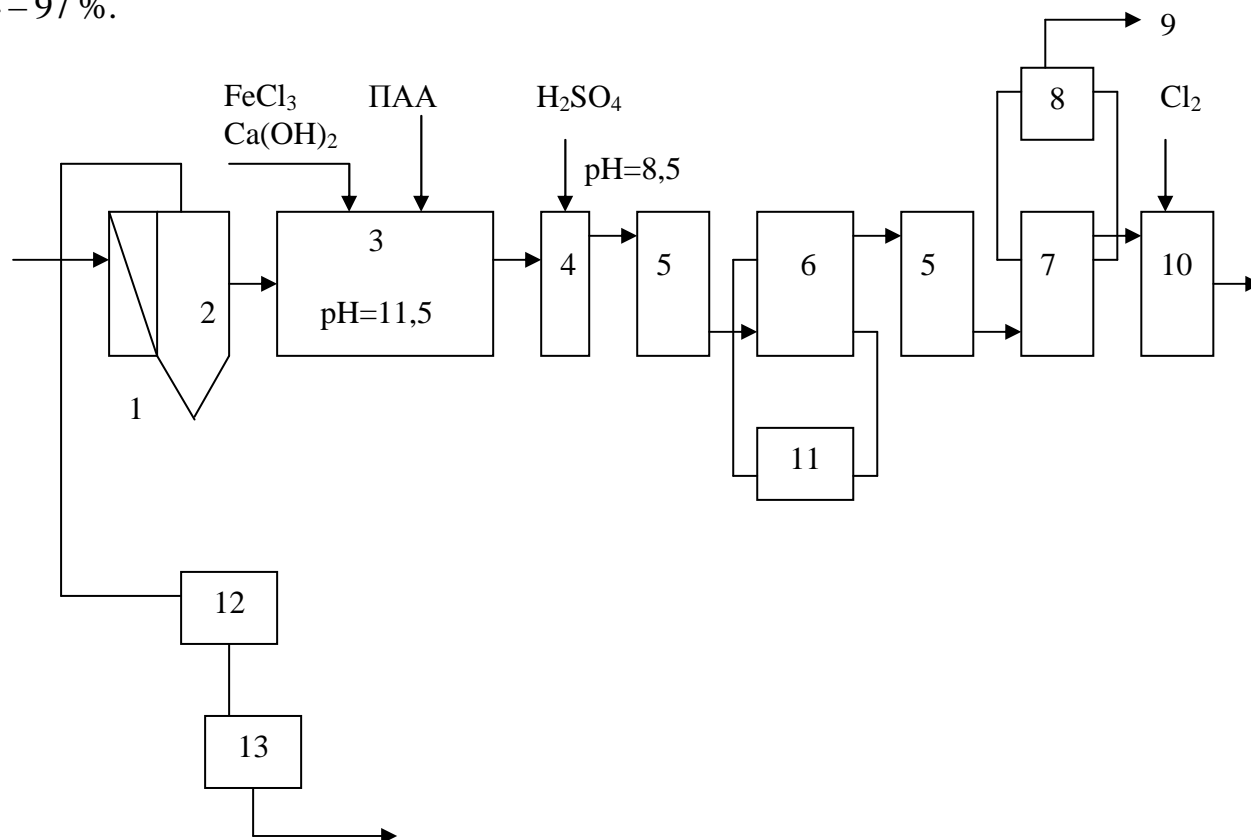 – 97 %.
9
FeCl₃
Ca(OH)₂
ПАА
H₂SO₄
pH=8,5
8
Cl₂
3
pH=11,5
2
1
4
5
6
5
7
10
11
12
13